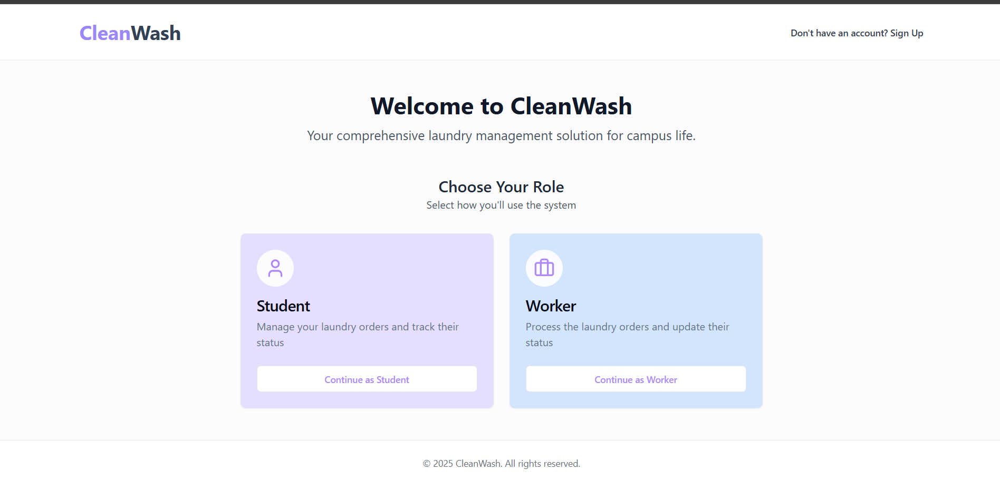 CleanWash
Don't have an account? Sign Up
Welcome to CleanWash
Your comprehensive laundry management solution for campus life.
Choose Your Role
Select how you'll use the system
Student
Manage your laundry orders and track their
status
Continue as Student
Worker
Process the laundry orders and update their
status
Continue as Worker
© 2025 CleanWash. All rights reserved.